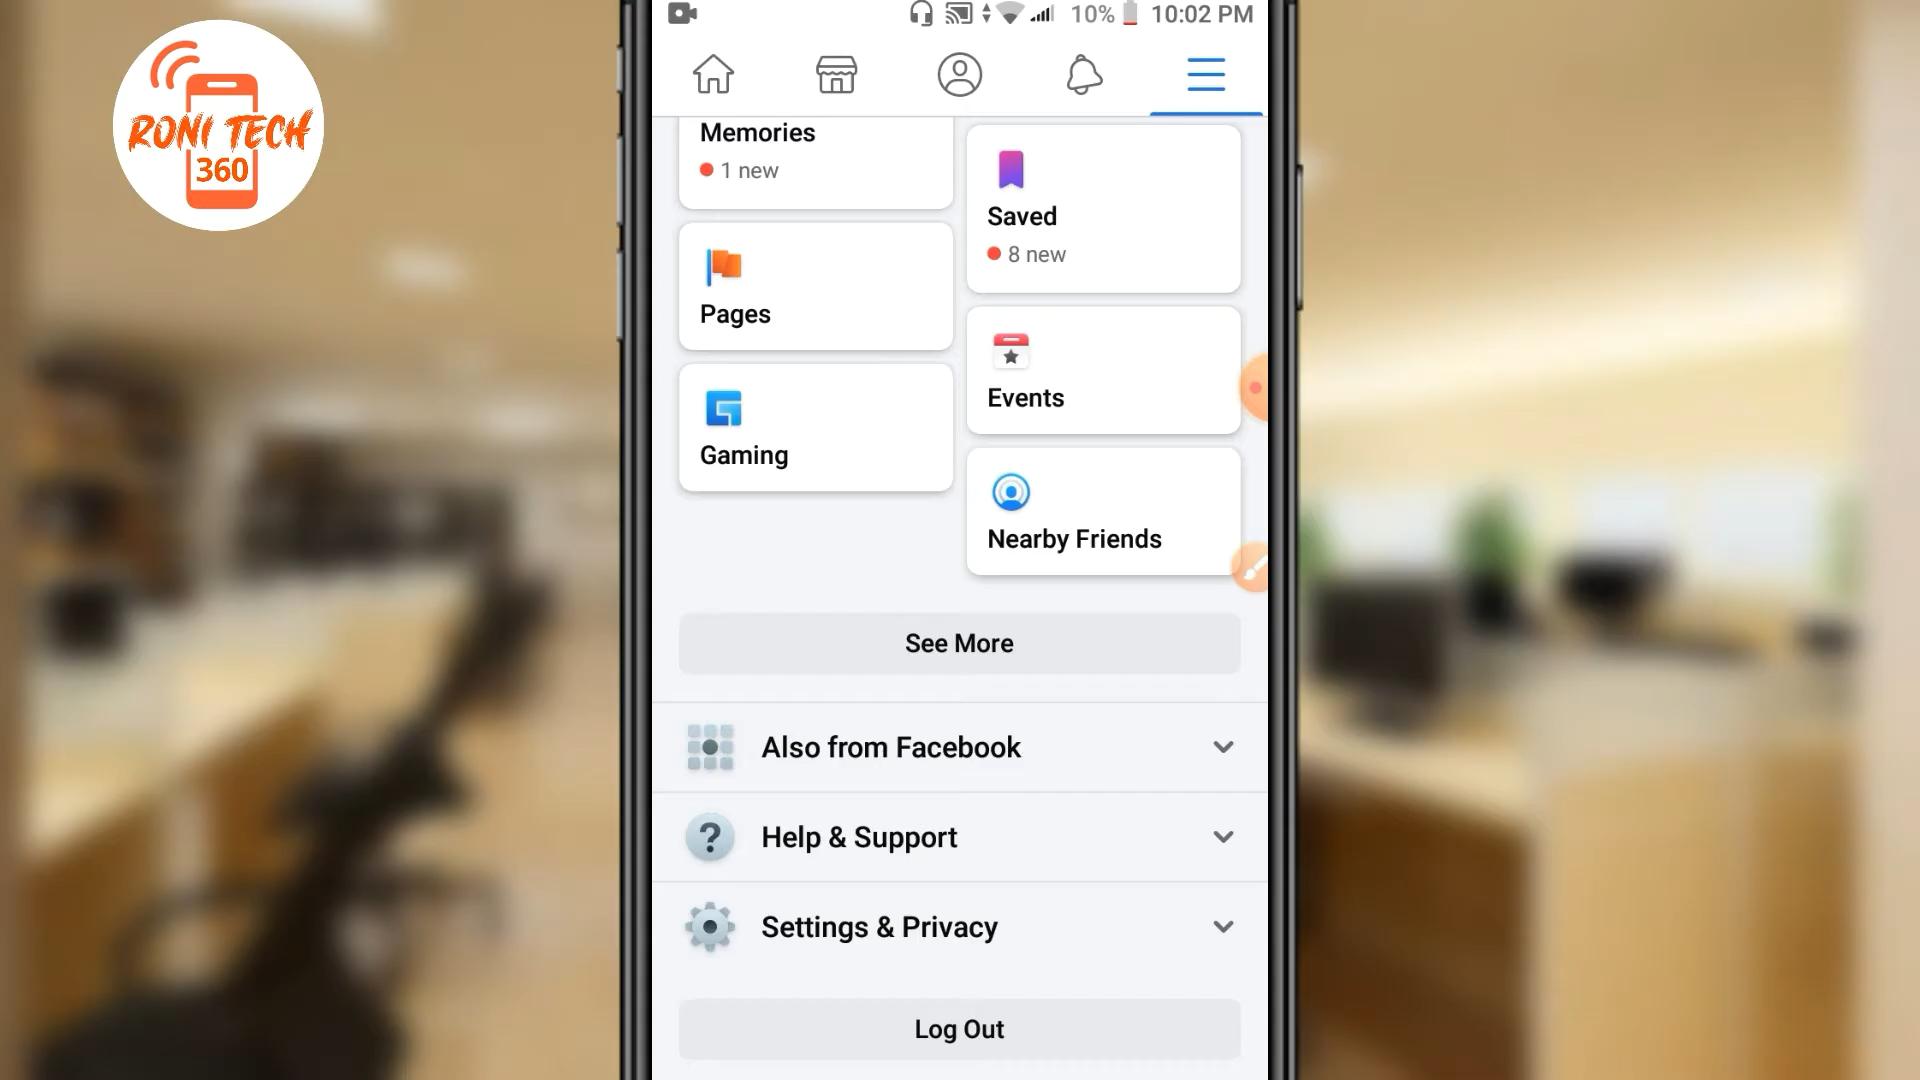 RONI TECH
360
10% 10:02 PM
Memories
1 new
Saved
8 new
Pages
Events
Gaming
Nearby Friends
See More
Also from Facebook
Help & Support
Settings & Privacy
Log Out